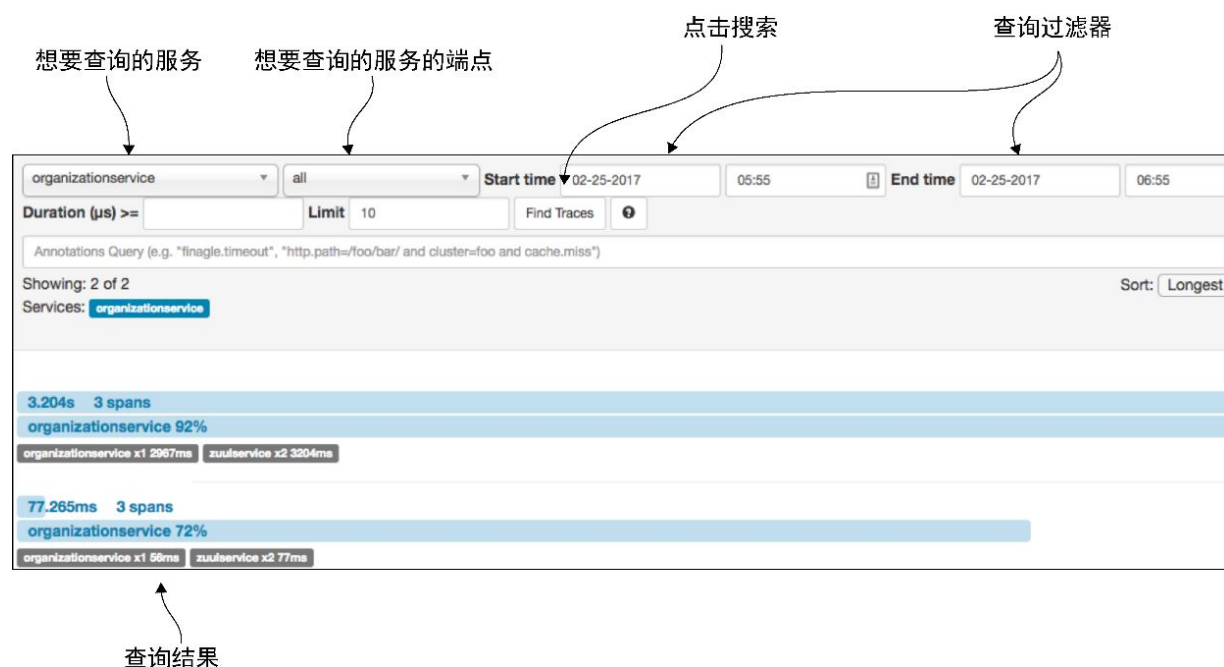 点击搜索 查询过滤器
想要查询的服务 想要查询的服务的端点
organizationservice all Start time 02-25-2017 05:55 End time 02-25-2017 06:55
Duration (μs) >= Limit 10 Find Traces ?
Annotations Query (e.g. "finagle.timeout", "http.path=/foo/bar/ and cluster=foo and cache.miss")
Showing: 2 of 2 Sort: Longest
Services: organizationservice
3.204s 3 spans
organizationservice 92%
organizationservice x1 2967ms zuulservice x2 3204ms
77.265ms 3 spans
organizationservice 72%
organizationservice x1 56ms zuulservice x2 77ms
查询结果